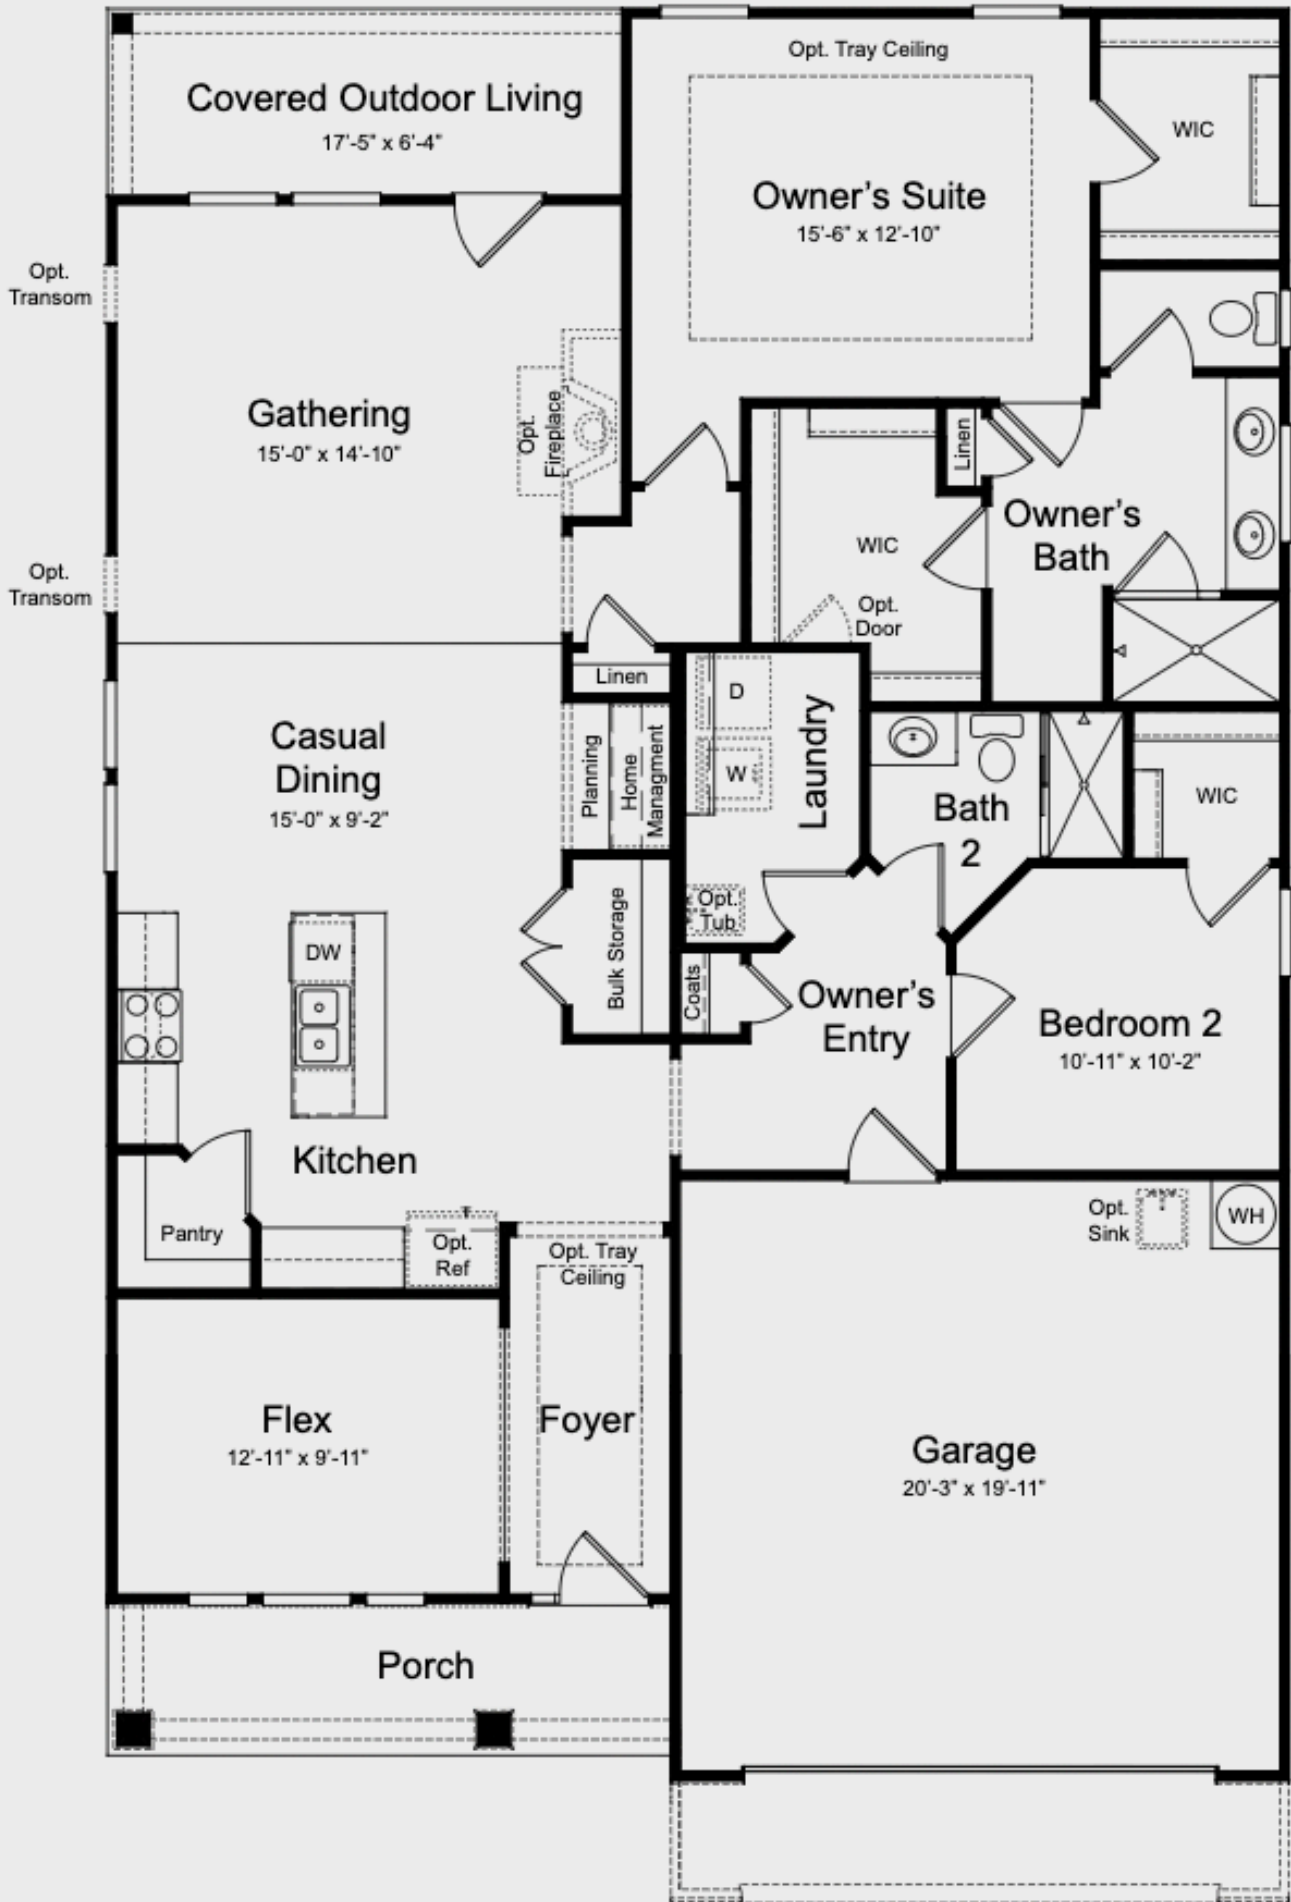 Opt. Tray Ceiling
Covered Outdoor Living
17'-5" x 6'-4"
WIC
Owner's Suite
15'-6" x 12'-10"
Opt.
Transom
Gathering
15'-0" x 14'-10"
Opt.
Fireplace
Linen
Owner's
Bath
WIC
Opt.
Door
Opt.
Transom
Linen
D
W
Laundry
Casual
Dining
15'-0" x 9'-2"
Planning
Home
Managment
Bath
2
WIC
Opt.
Tub
DW
Bulk Storage
Coats
Owner's
Entry
Bedroom 2
10'-11" x 10'-2"
Kitchen
Pantry
Opt.
Ref
Opt. Tray
Ceiling
Opt.
Sink
WH
Flex
12'-11" x 9'-11"
Foyer
Garage
20'-3" x 19'-11"
Porch